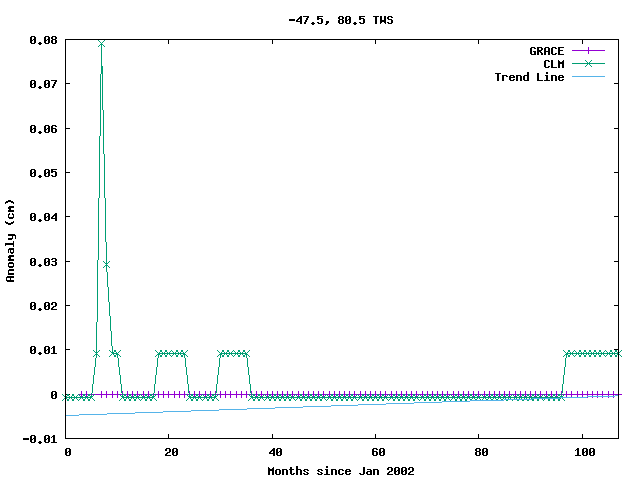 -47.5, 80.5 TWS
GRACE
CLM
Trend Line
0.08
0.07
0.06
0.05
0.04
0.03
0.02
0.01
0
-0.01
Anomaly (cm)
0 20 40 60 80 100
Months since Jan 2002